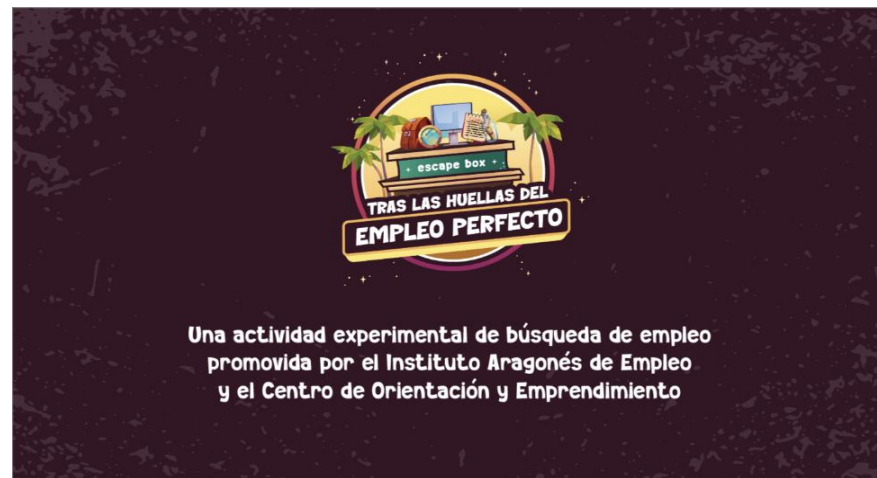 escape box
TRAS LAS HUELLAS DEL
EMPLEO PERFECTO
Una actividad experimental de búsqueda de empleo
promovida por el Instituto Aragonés de Empleo
y el Centro de Orientación y Emprendimiento